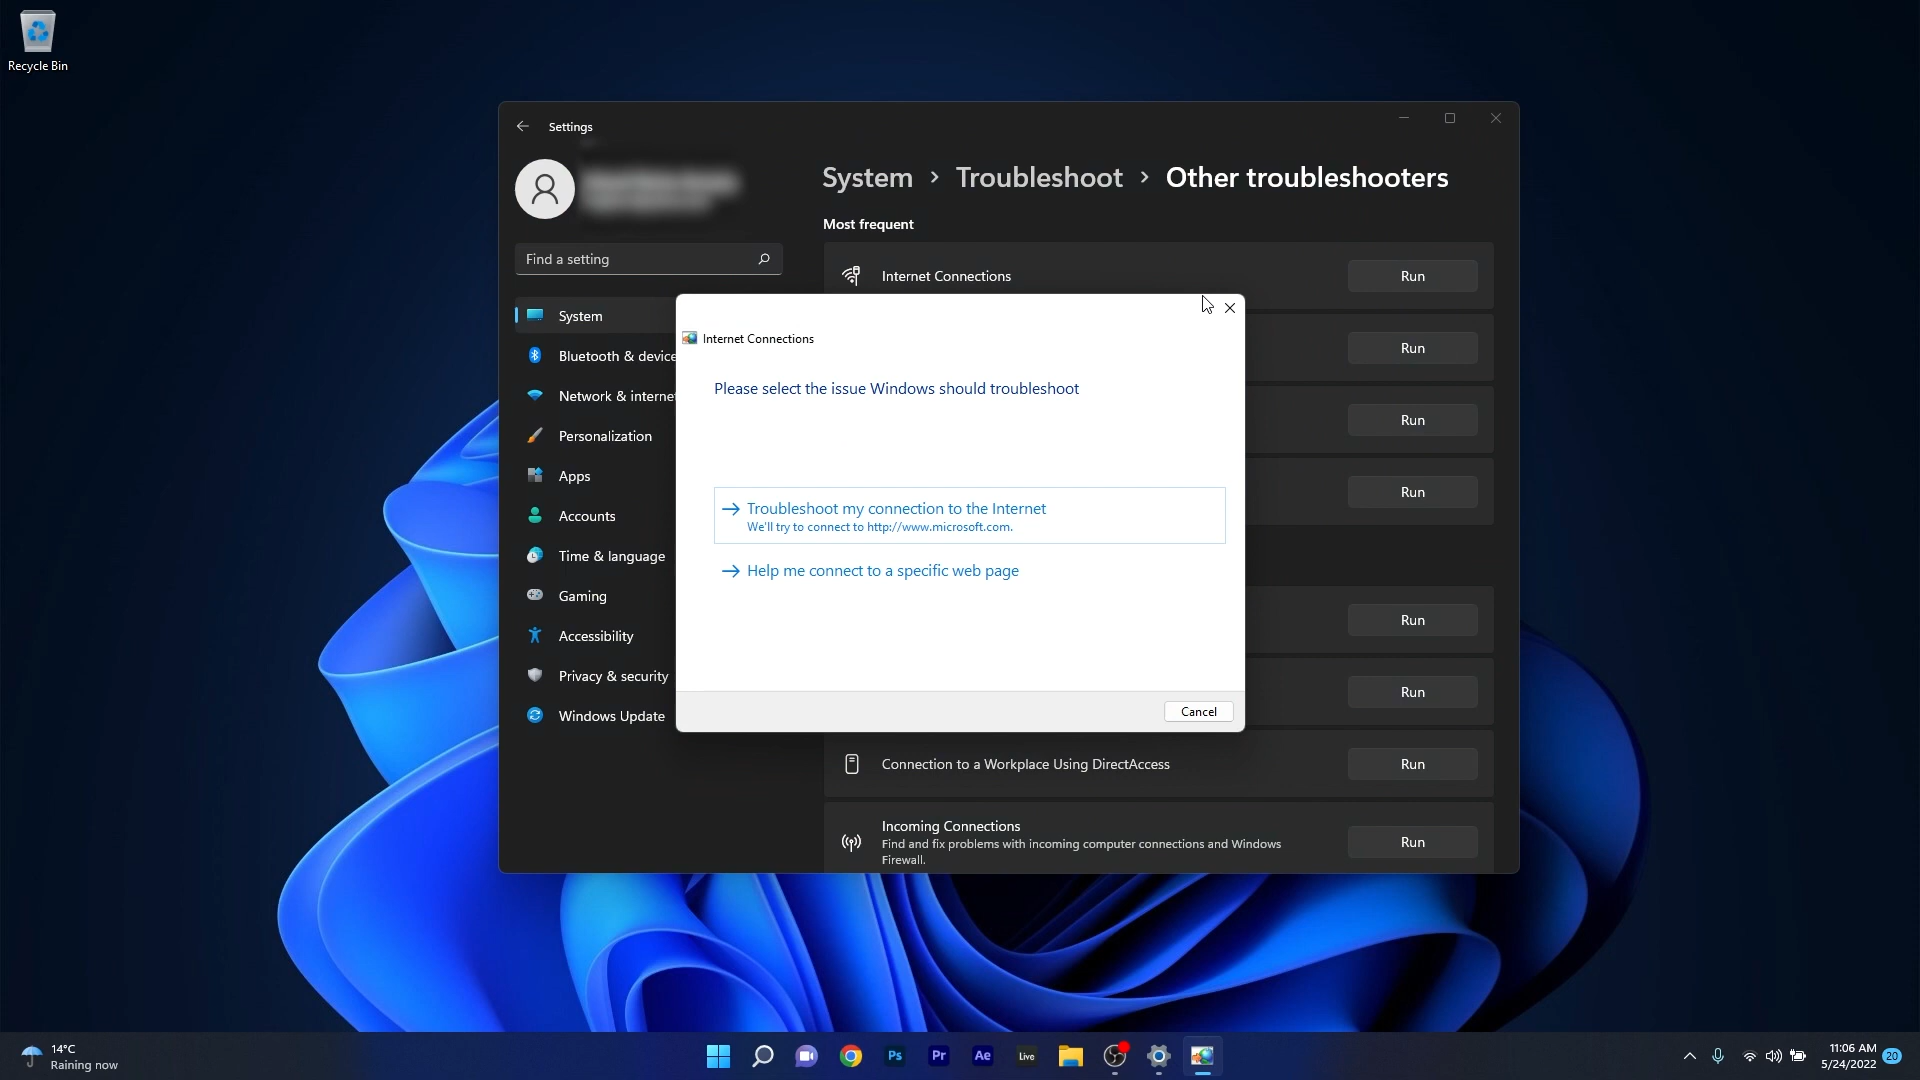 Recycle Bin
Settings
System > Troubleshoot > Other troubleshooters
Most frequent
Find a setting
Internet Connections
Run
System
Internet Connections
Bluetooth & device
Run
Please select the issue Windows should troubleshoot
Network & interne
Personalization
Run
Apps
Run
Troubleshoot my connection to the Internet
We'll try to connect to http://www.microsoft.com.
Accounts
Time & language
Help me connect to a specific web page
Gaming
Run
Accessibility
Privacy & security
Run
Windows Update
Cancel
Connection to a Workplace Using DirectAccess
Run
Incoming Connections
Find and fix problems with incoming computer connections and Windows
Firewall.
Run
14°C
Raining now
Ps
Pr
Ae
Live
11:06 AM
5/24/2022
20